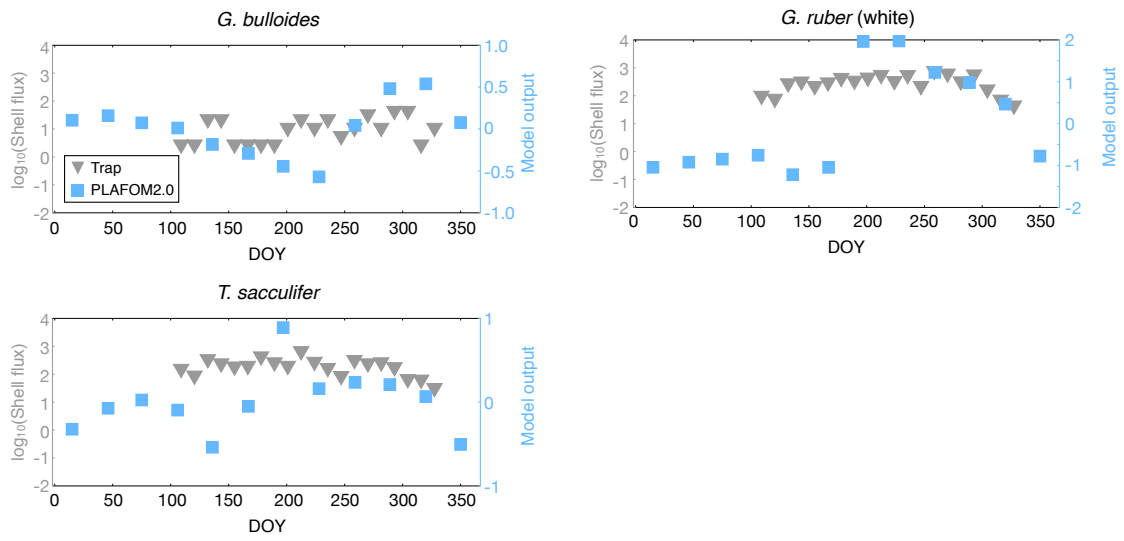 G. bulloides
4
3
2
1
0
-1
-2
log₁₀(Shell flux)
1.0
0.5
0
-0.5
-1.0
Model output
Trap
PLAFOM2.0
0 50 100 150 200 250 300 350
DOY
G. ruber (white)
4
3
2
1
0
-1
-2
log₁₀(Shell flux)
2
1
0
-1
-2
Model output
0 50 100 150 200 250 300 350
DOY
T. sacculifer
4
3
2
1
0
-1
-2
log₁₀(Shell flux)
1
0
-1
Model output
0 50 100 150 200 250 300 350
DOY